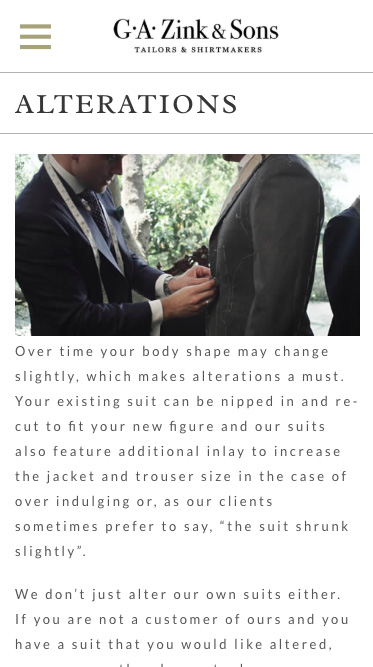 G·A·Zink & Sons
TAILORS & SHIRTMAKERS
ALTERATIONS
Over time your body shape may change
slightly, which makes alterations a must.
Your existing suit can be nipped in and re-
cut to fit your new figure and our suits
also feature additional inlay to increase
the jacket and trouser size in the case of
over indulging or, as our clients
sometimes prefer to say, “the suit shrunk
slightly”.
We don’t just alter our own suits either.
If you are not a customer of ours and you
have a suit that you would like altered,